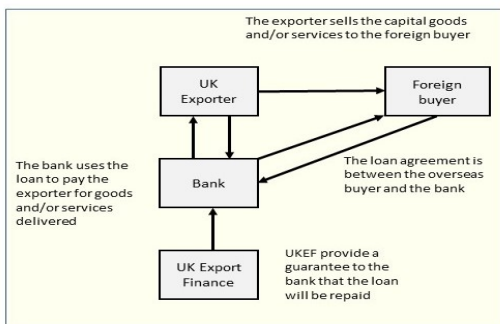 The exporter sells the capital goods
and/or services to the foreign buyer
UK
Exporter
Foreign
buyer
The bank uses the
loan to pay the
exporter for goods
and/or services
delivered
Bank
The loan agreement is
between the overseas
buyer and the bank
UK Export
Finance
UKEF provide a
guarantee to the
bank that the loan
will be repaid